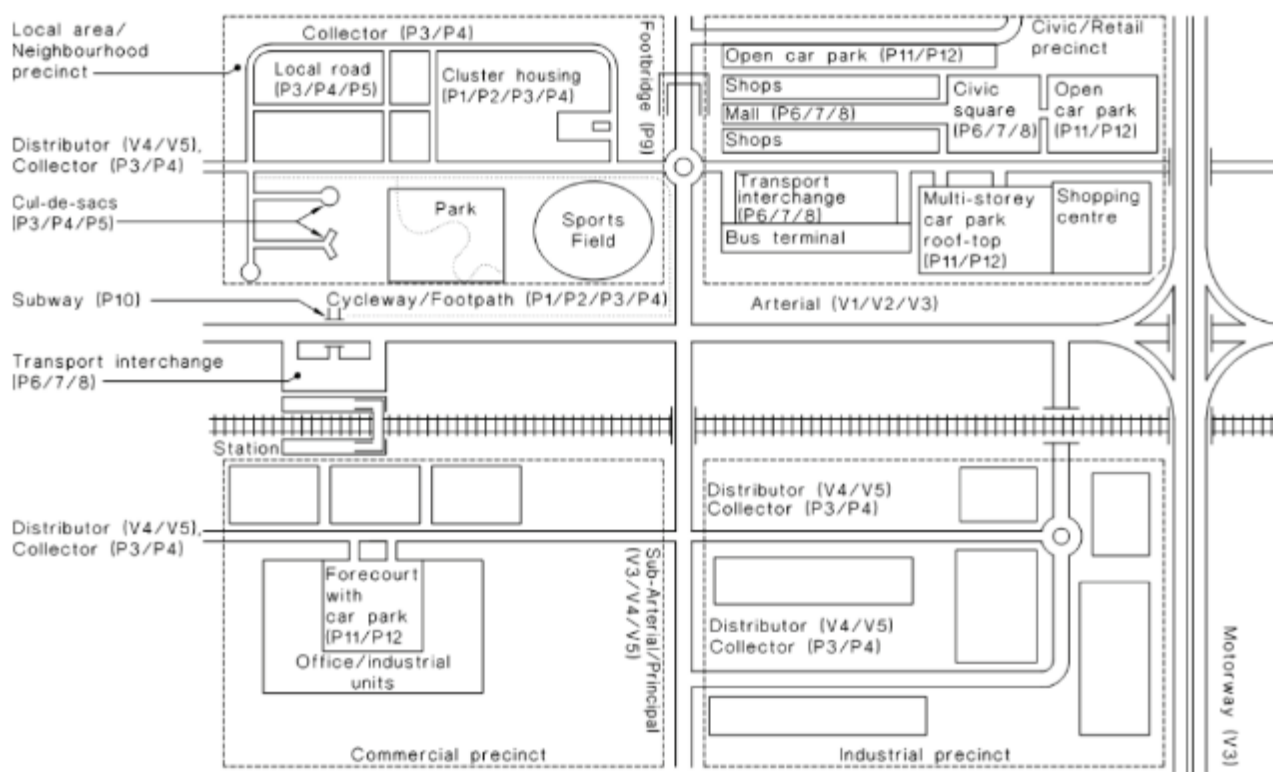 Local area/
Neighbourhood
precinct
Collector (P3/P4)
Local road
(P3/P4/P5)
Cluster housing
(P1/P2/P3/P4)
Footbridge (P9)
Civic/Retail
precinct
Open car park (P11/P12)
Shops
Mall (P6/7/8)
Shops
Civic
square
(P6/7/8)
Open
car park
(P11/P12)
Distributor (V4/V5),
Collector (P3/P4)
Cul-de-sacs
(P3/P4/P5)
Park
Sports
Field
Transport
interchange
(P6/7/8)
Bus terminal
Multi-storey
car park
roof-top
(P11/P12)
Shopping
centre
Subway (P10)
Cycleway/Footpath (P1/P2/P3/P4)
Arterial (V1/V2/V3)
Transport interchange
(P6/7/8)
Station
Distributor (V4/V5),
Collector (P3/P4)
Distributor (V4/V5)
Collector (P3/P4)
Forecourt
with
car park
(P11/P12
Office/industrial
units
Sub-Arterial/Principal
(V3/V4/V5)
Distributor (V4/V5)
Collector (P3/P4)
Motorway (V3)
Commercial precinct
Industrial precinct